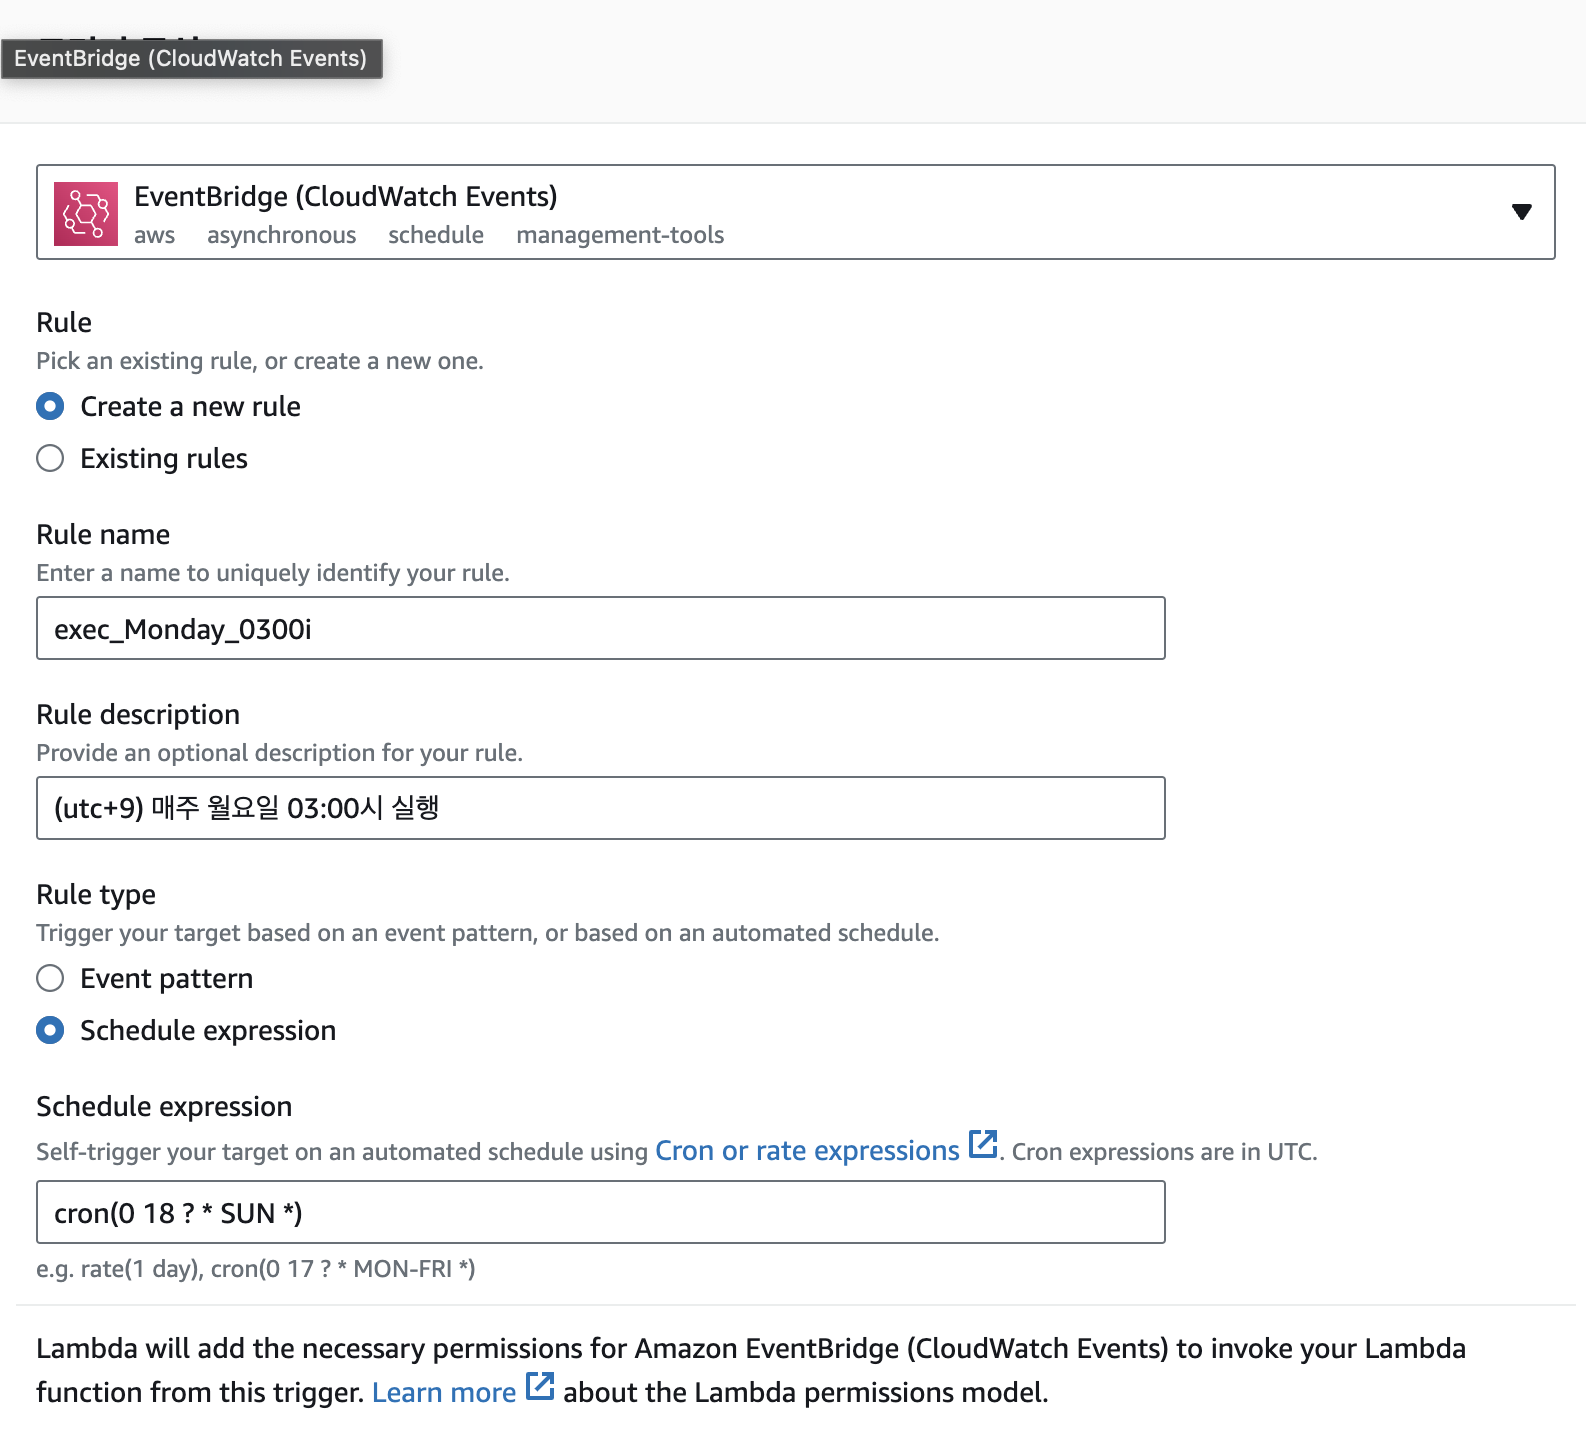 EventBridge (CloudWatch Events)
EventBridge (CloudWatch Events)
aws asynchronous schedule management-tools
Rule
Pick an existing rule, or create a new one.
Create a new rule
Existing rules
Rule name
Enter a name to uniquely identify your rule.
exec_Monday_0300i
Rule description
Provide an optional description for your rule.
(utc+9) 매주 월요일 03:00시 실행
Rule type
Trigger your target based on an event pattern, or based on an automated schedule.
Event pattern
Schedule expression
Schedule expression
Self-trigger your target on an automated schedule using Cron or rate expressions. Cron expressions are in UTC.
cron(0 18 ? * SUN *)
e.g. rate(1 day), cron(0 17 ? * MON-FRI *)
Lambda will add the necessary permissions for Amazon EventBridge (CloudWatch Events) to invoke your Lambda
function from this trigger. Learn more about the Lambda permissions model.